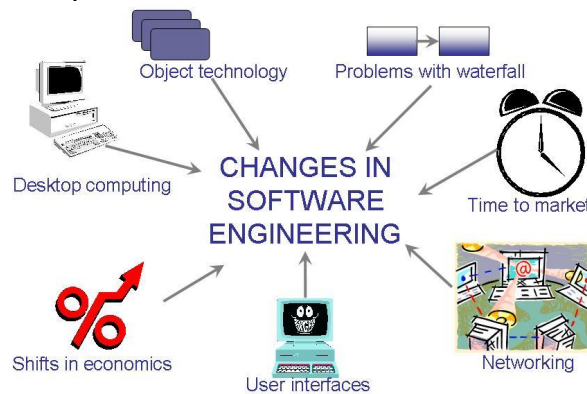 Object technology
Problems with waterfall
Desktop computing
CHANGES IN
SOFTWARE
ENGINEERING
Time to market
Shifts in economics
User interfaces
@
Networking